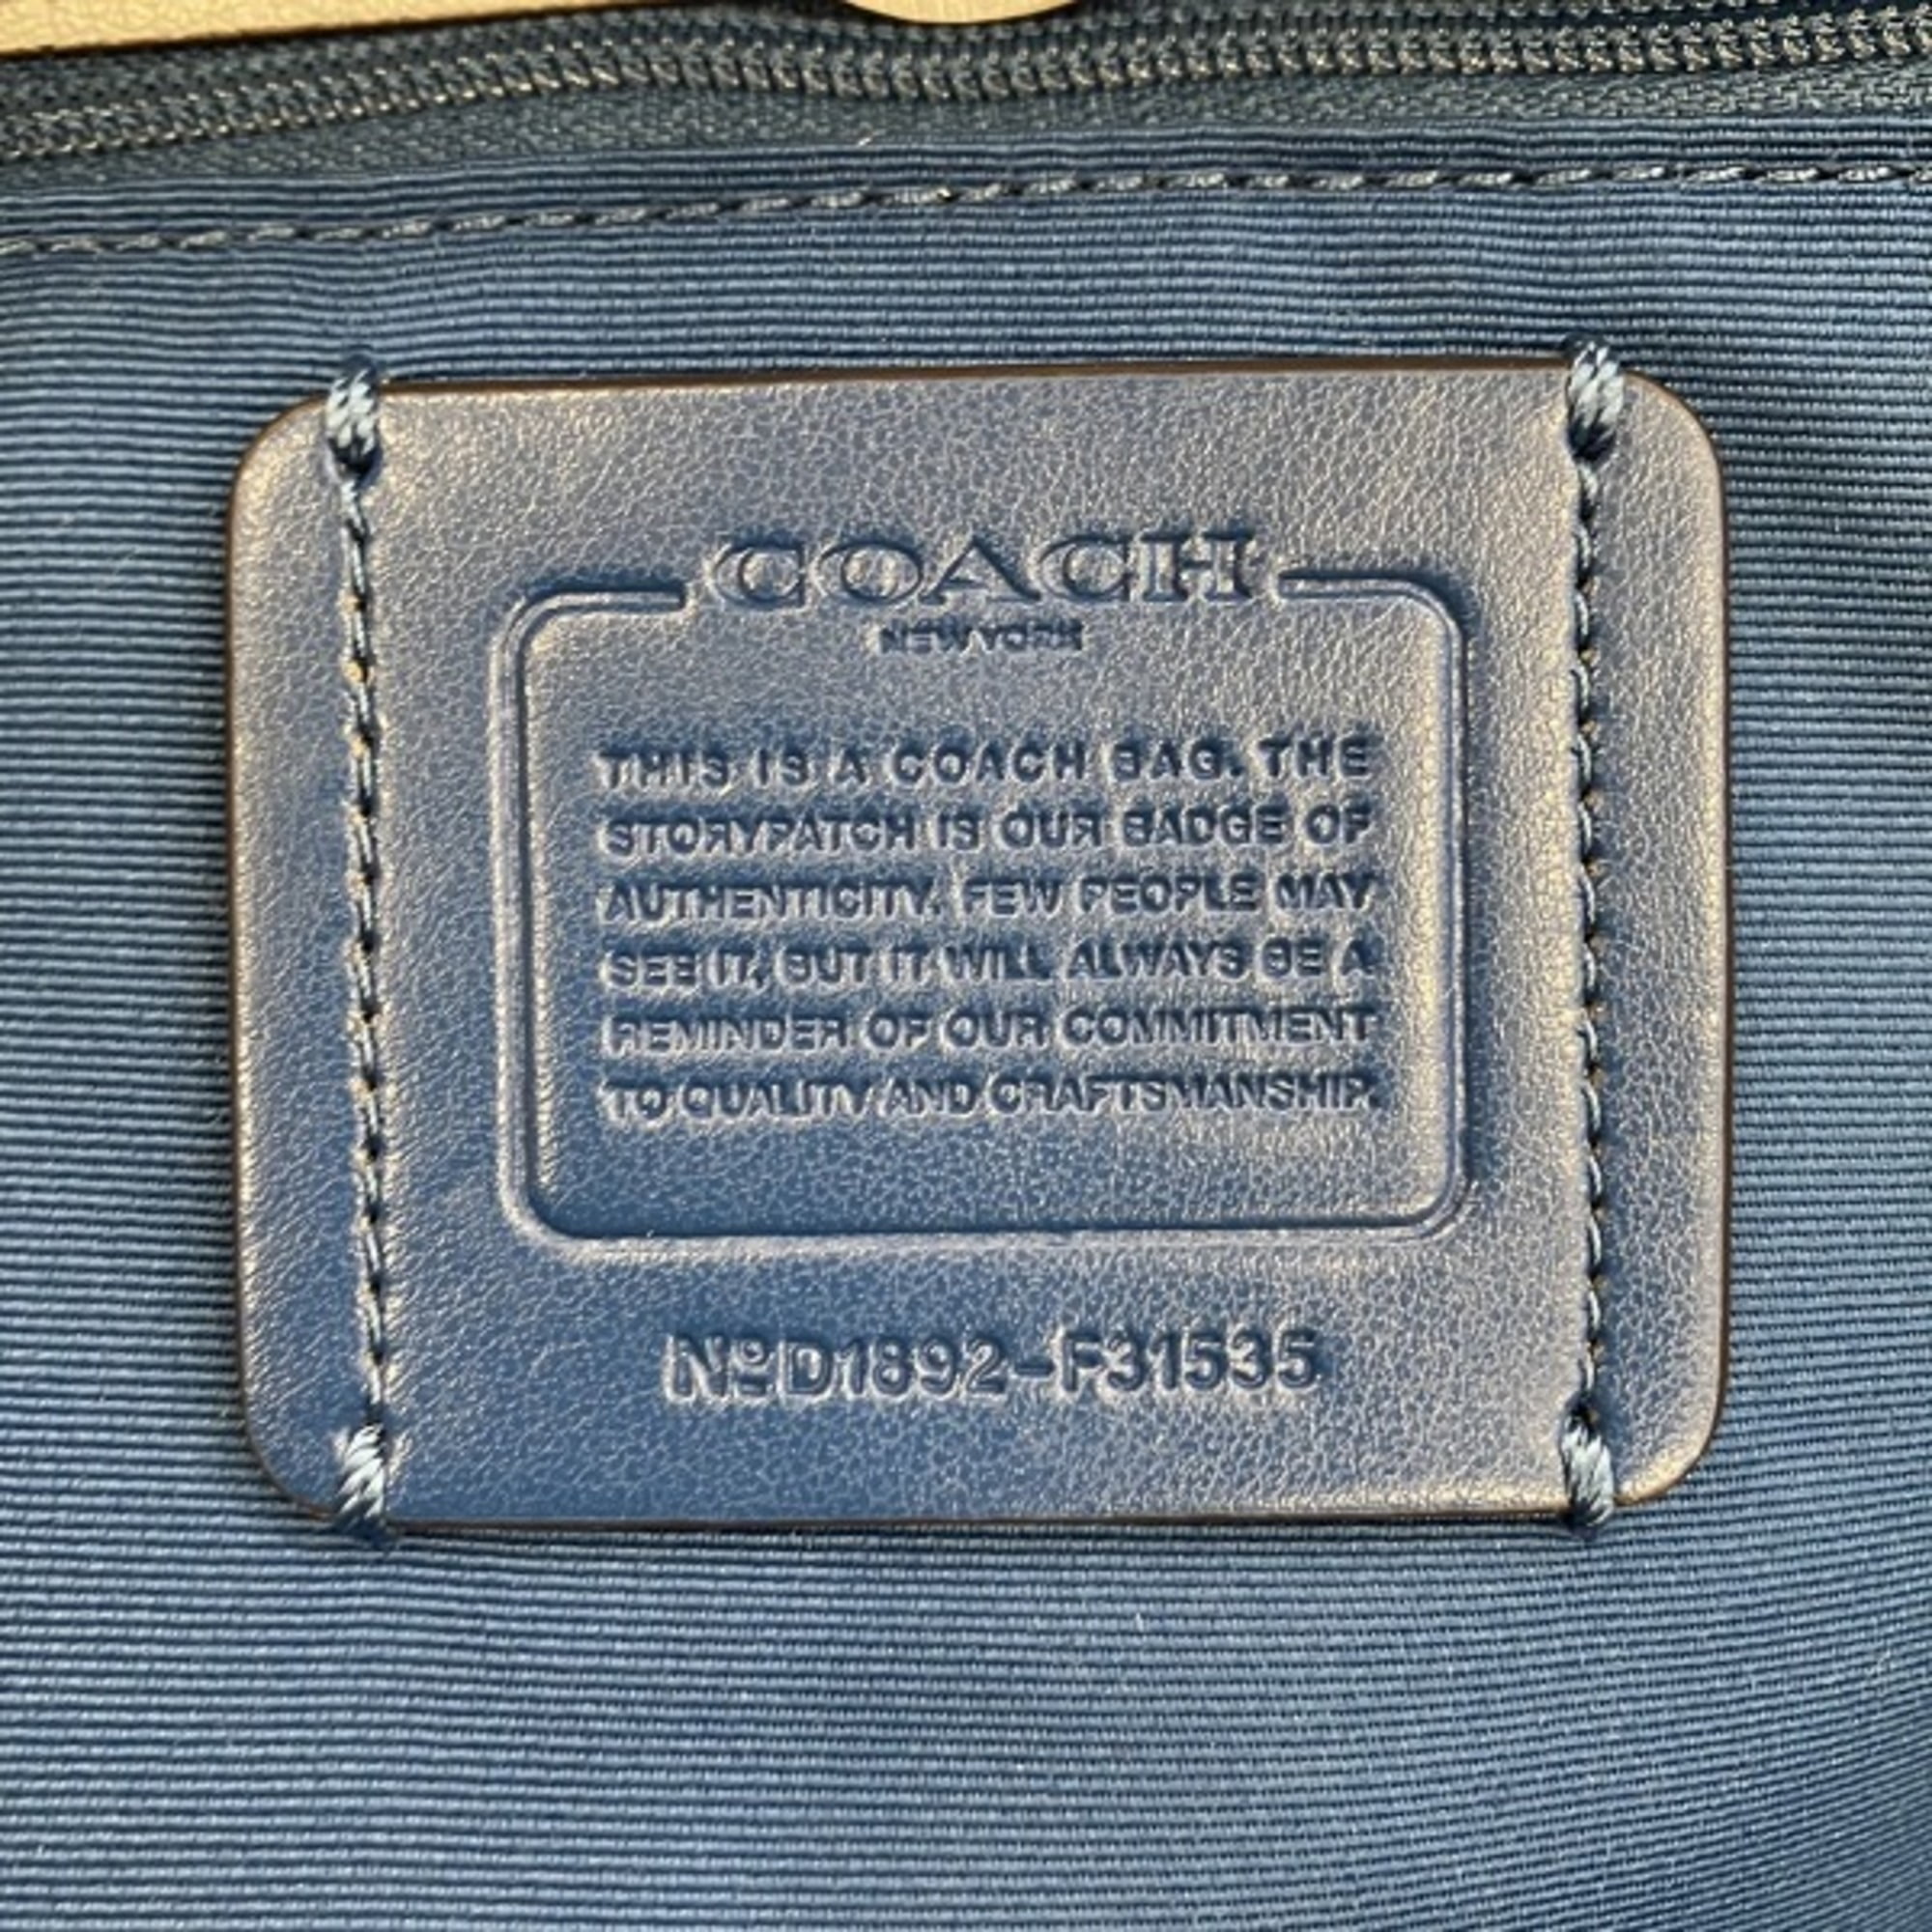 COACH
NEW YORK
THIS IS A COACH BAG. THE
STORYPATCH IS OUR BADGE OF
AUTHENTICITY. FEW PEOPLE MAY
SEE IT, BUT IT WILL ALWAYS BE A
REMINDER OF OUR COMMITMENT
TO QUALITY AND CRAFTSMANSHIP.
NºD1892-F31535